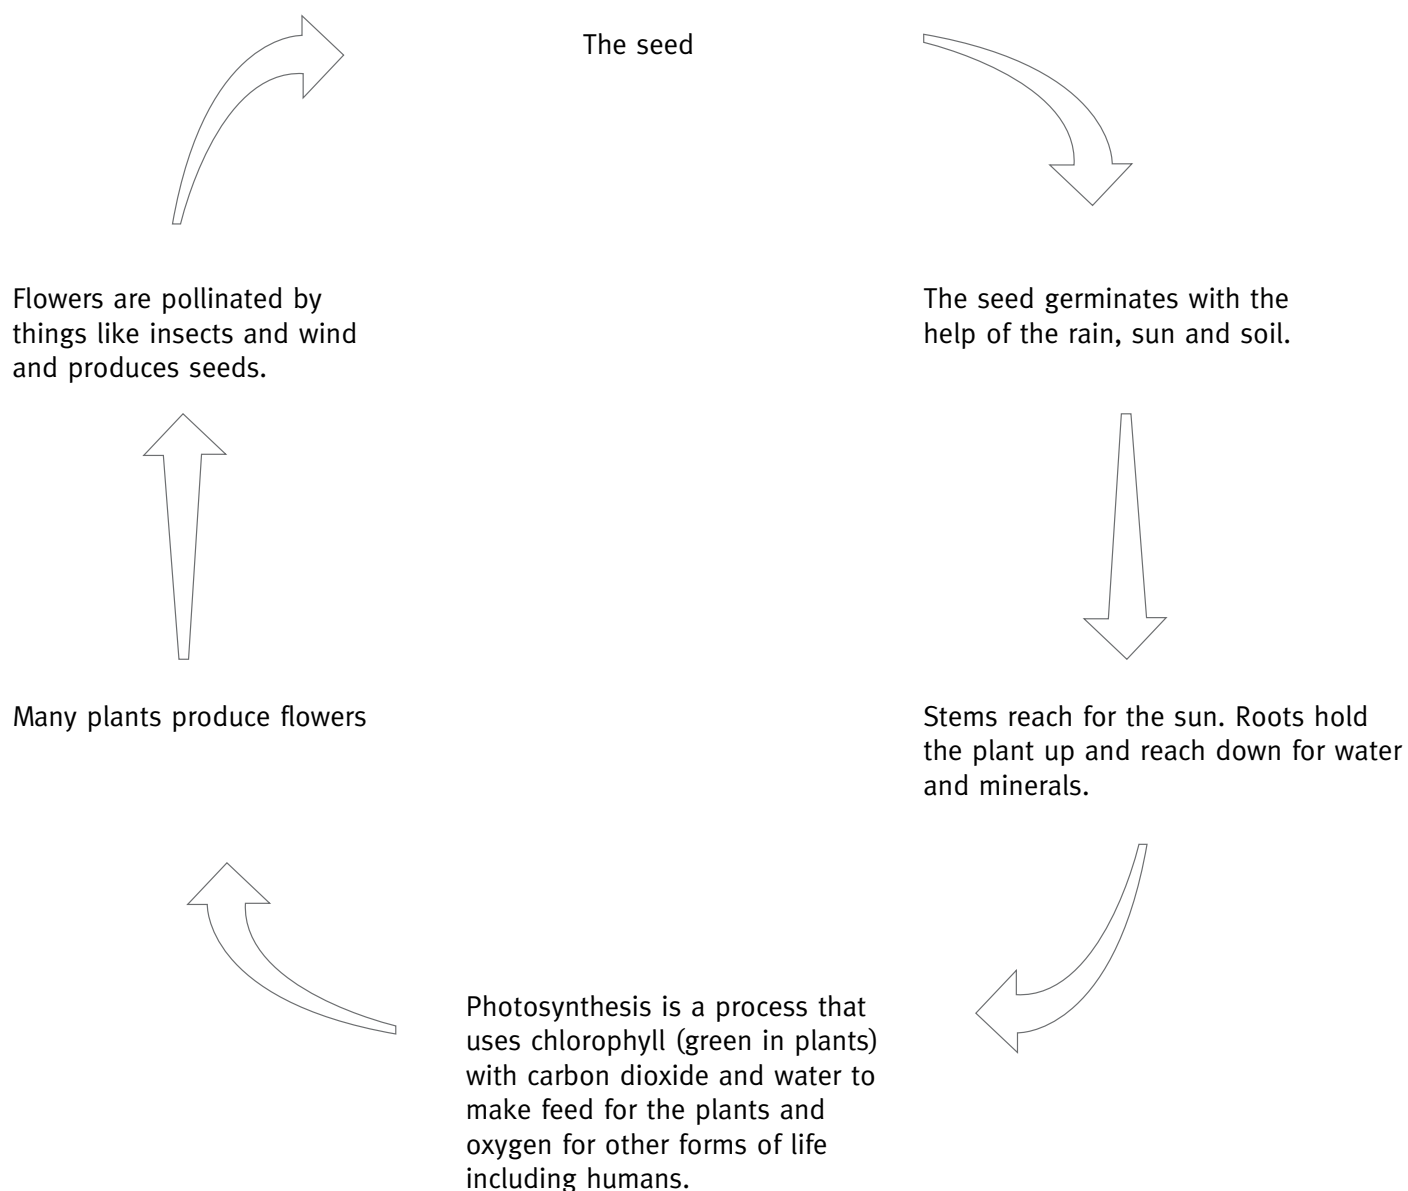 The seed
The seed germinates with the
help of the rain, sun and soil.
Stems reach for the sun. Roots hold
the plant up and reach down for water
and minerals.
Photosynthesis is a process that
uses chlorophyll (green in plants)
with carbon dioxide and water to
make feed for the plants and
oxygen for other forms of life
including humans.
Many plants produce flowers
Flowers are pollinated by
things like insects and wind
and produces seeds.